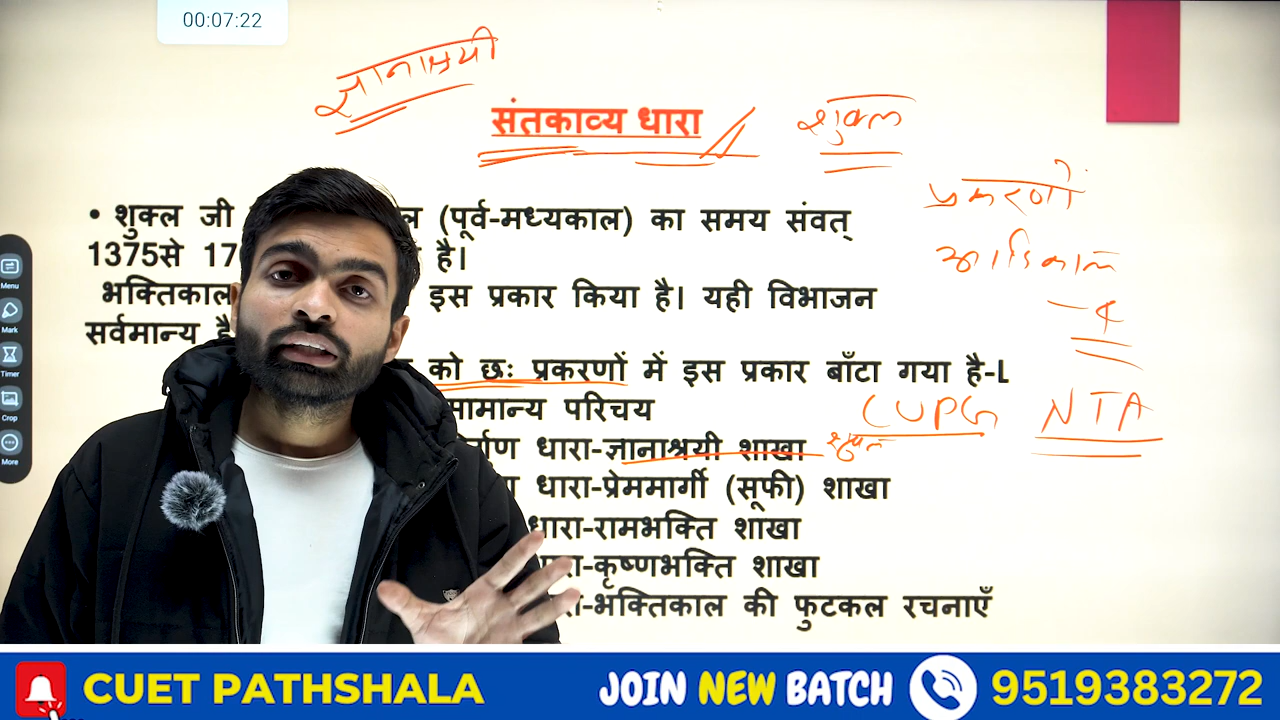 00:07:22
ज्ञानाश्रयी
संतकाव्य धारा
शुक्ल
प्रकरणों
• शुक्ल जी ल (पूर्व-मध्यकाल) का समय संवत्
1375से 17 है।
आदिकाल
भक्तिकाल इस प्रकार किया है। यही विभाजन
सर्वमान्य है
को छः प्रकरणों में इस प्रकार बाँटा गया है-L
सामान्य परिचय
CUPG NTA
र्गुण धारा-ज्ञानाश्रयी शाखा शुक्ल
धारा-प्रेममार्गी (सूफी) शाखा
धारा-रामभक्ति शाखा
रा-कृष्णभक्ति शाखा
रा-भक्तिकाल की फुटकल रचनाएँ
Menu
Mark
Timer
Crop
More
CUET PATHSHALA JOIN NEW BATCH 9519383272